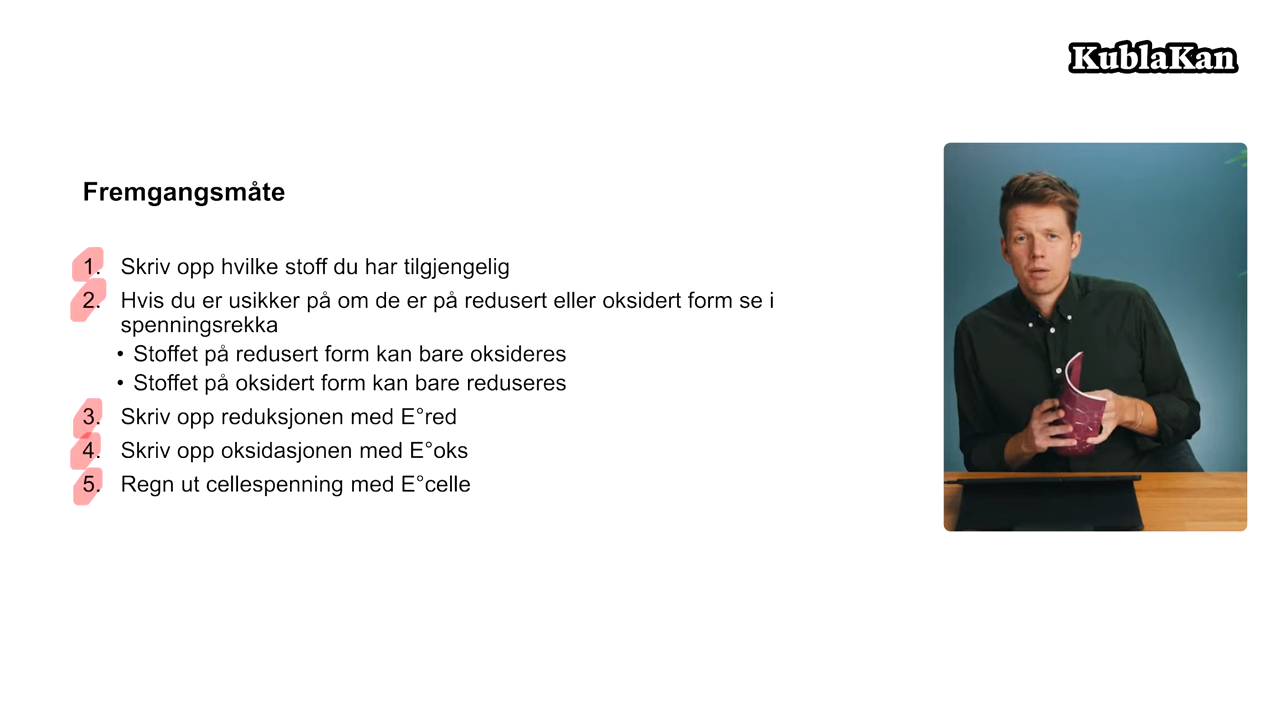 KublaKan
Fremgangsmåte
1. Skriv opp hvilke stoff du har tilgjengelig
2. Hvis du er usikker på om de er på redusert eller oksidert form se i
spenningsrekka
• Stoffet på redusert form kan bare oksideres
• Stoffet på oksidert form kan bare reduseres
3. Skriv opp reduksjonen med E°red
4. Skriv opp oksidasjonen med E°oks
5. Regn ut cellespenning med E°celle